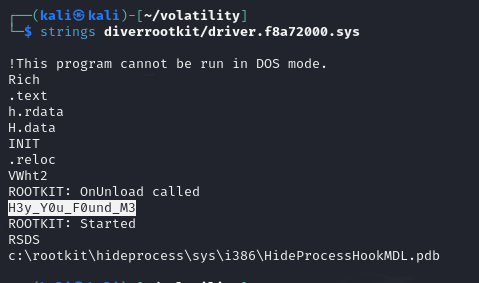 ┌──(kali㉿kali)-[~/volatility]
└─$ strings diverrootkit/driver.f8a72000.sys
!This program cannot be run in DOS mode.
Rich
.text
h.rdata
H.data
INIT
.reloc
VWht2
ROOTKIT: OnUnload called
H3y_Y0u_F0und_M3
ROOTKIT: Started
RSDS
c:\rootkit\hideprocess\sys\i386\HideProcessHookMDL.pdb